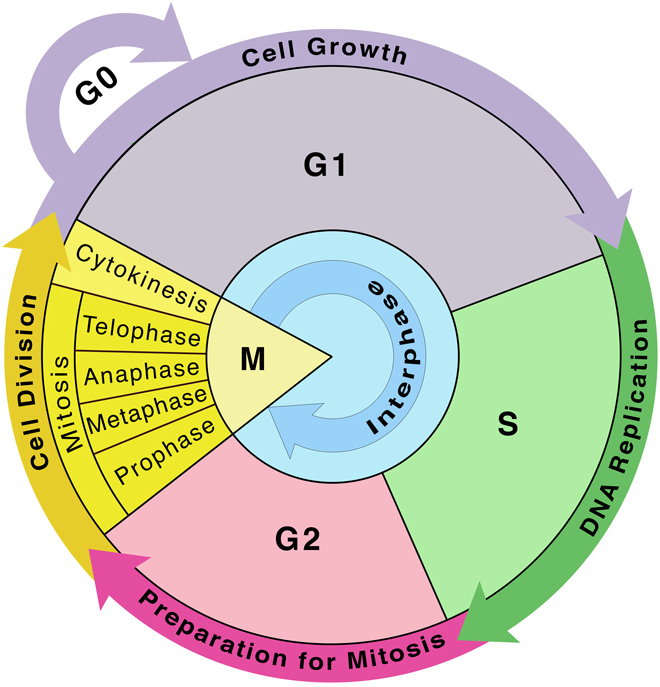 G0
Cell Growth
G1
Cytokinesis
Telophase
Anaphase
Metaphase
Prophase
Mitosis
Cell Division
M
Interphase
S
DNA Replication
G2
Preparation for Mitosis